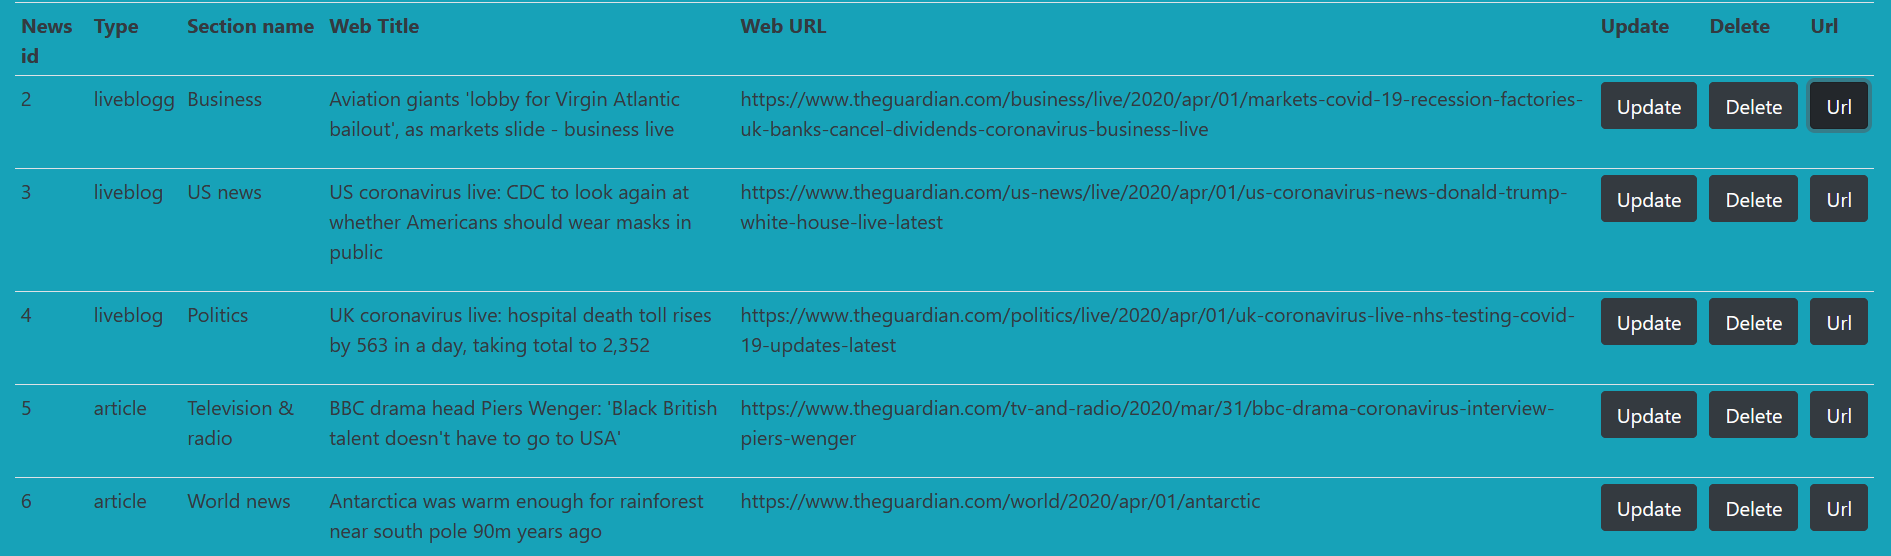 News id Type Section name Web Title Web URL Update Delete Url
2 liveblogg Business Aviation giants 'lobby for Virgin Atlantic https://www.theguardian.com/business/live/2020/apr/01/markets-covid-19-recession-factories- Update Delete Url
bailout', as markets slide - business live uk-banks-cancel-dividends-coronavirus-business-live
3 liveblog US news US coronavirus live: CDC to look again at https://www.theguardian.com/us-news/live/2020/apr/01/us-coronavirus-news-donald-trump- Update Delete Url
whether Americans should wear masks in white-house-live-latest
public
4 liveblog Politics UK coronavirus live: hospital death toll rises https://www.theguardian.com/politics/live/2020/apr/01/uk-coronavirus-live-nhs-testing-covid- Update Delete Url
by 563 in a day, taking total to 2,352 19-updates-latest
5 article Television & BBC drama head Piers Wenger: 'Black British https://www.theguardian.com/tv-and-radio/2020/mar/31/bbc-drama-coronavirus-interview- Update Delete Url
radio talent doesn't have to go to USA' piers-wenger
6 article World news Antarctica was warm enough for rainforest https://www.theguardian.com/world/2020/apr/01/antarctic Update Delete Url
near south pole 90m years ago